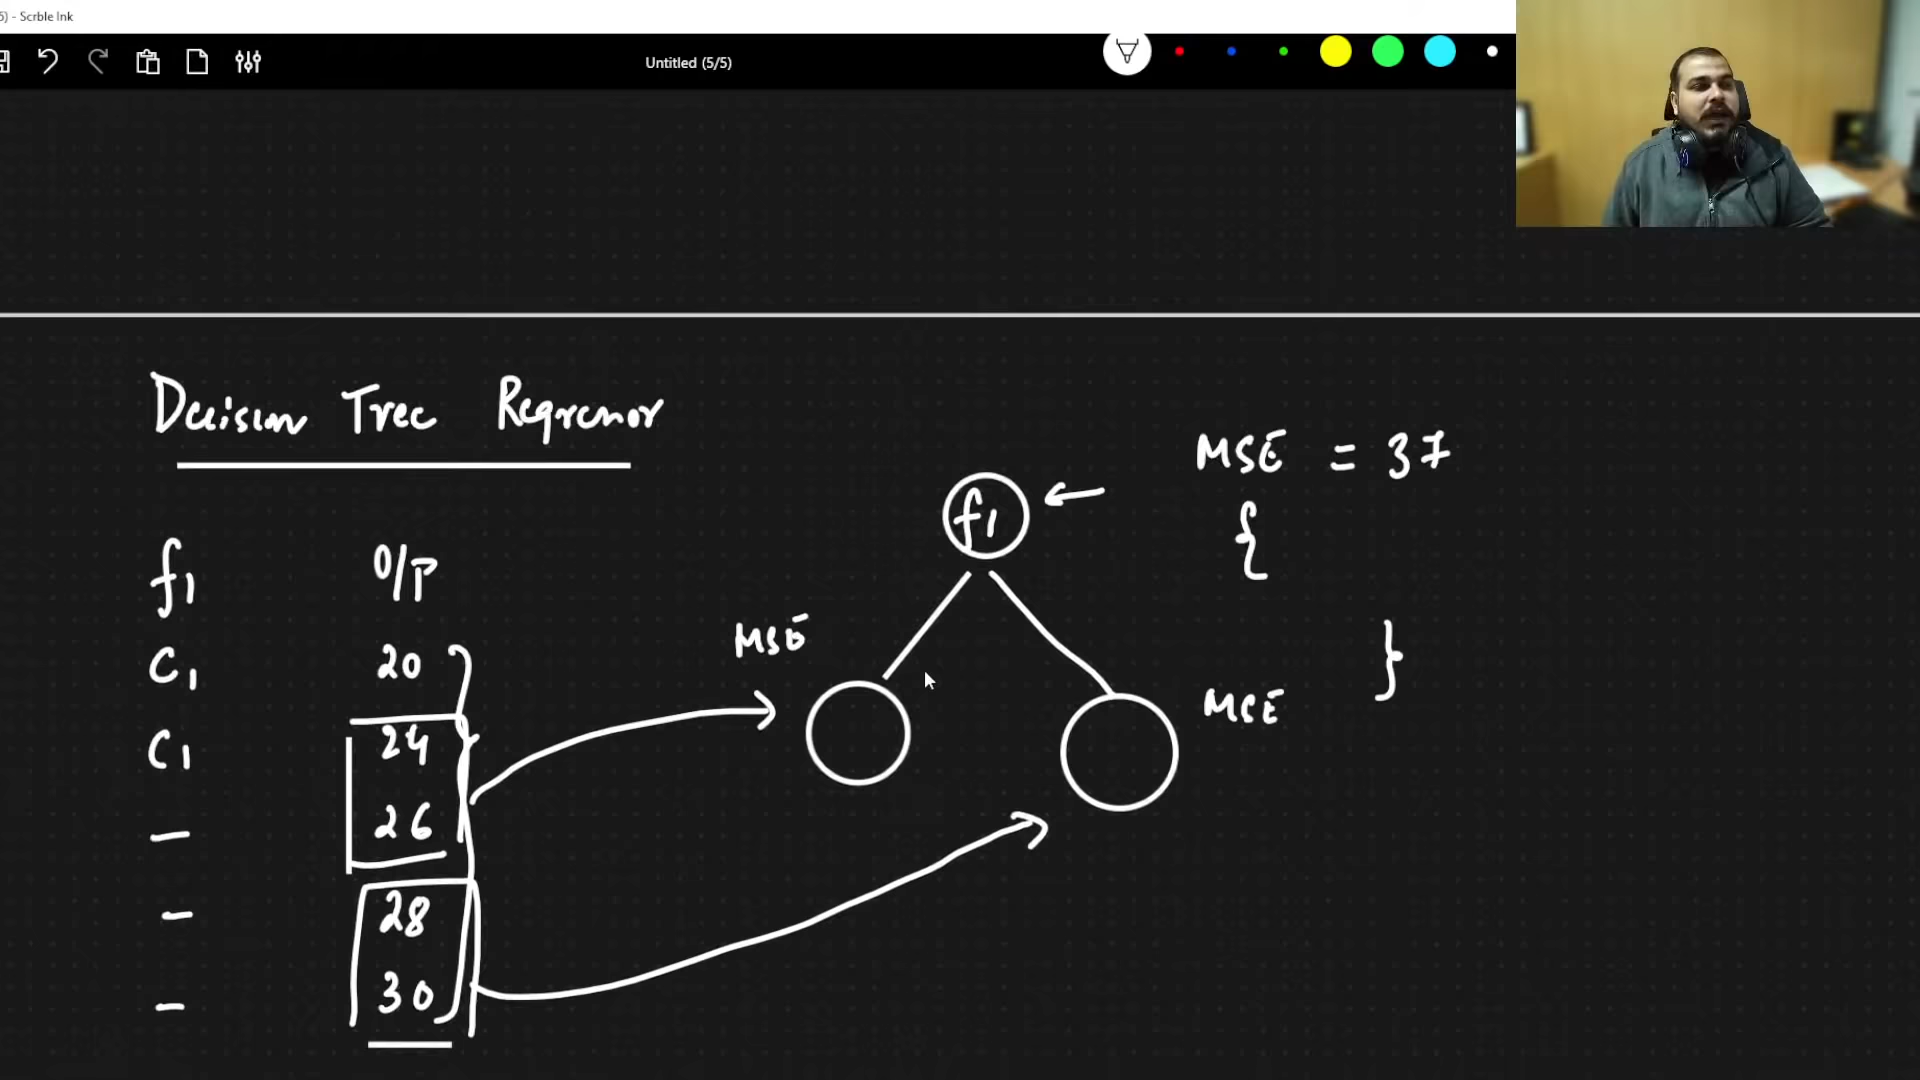 5) - Scrble Ink
Untitled (5/5)
Decision Tree Regressor
MSE = 37
f1
{
f1 O/P
MSE
C1 20
}
MSE
C1 24
- 26
- 28
- 30